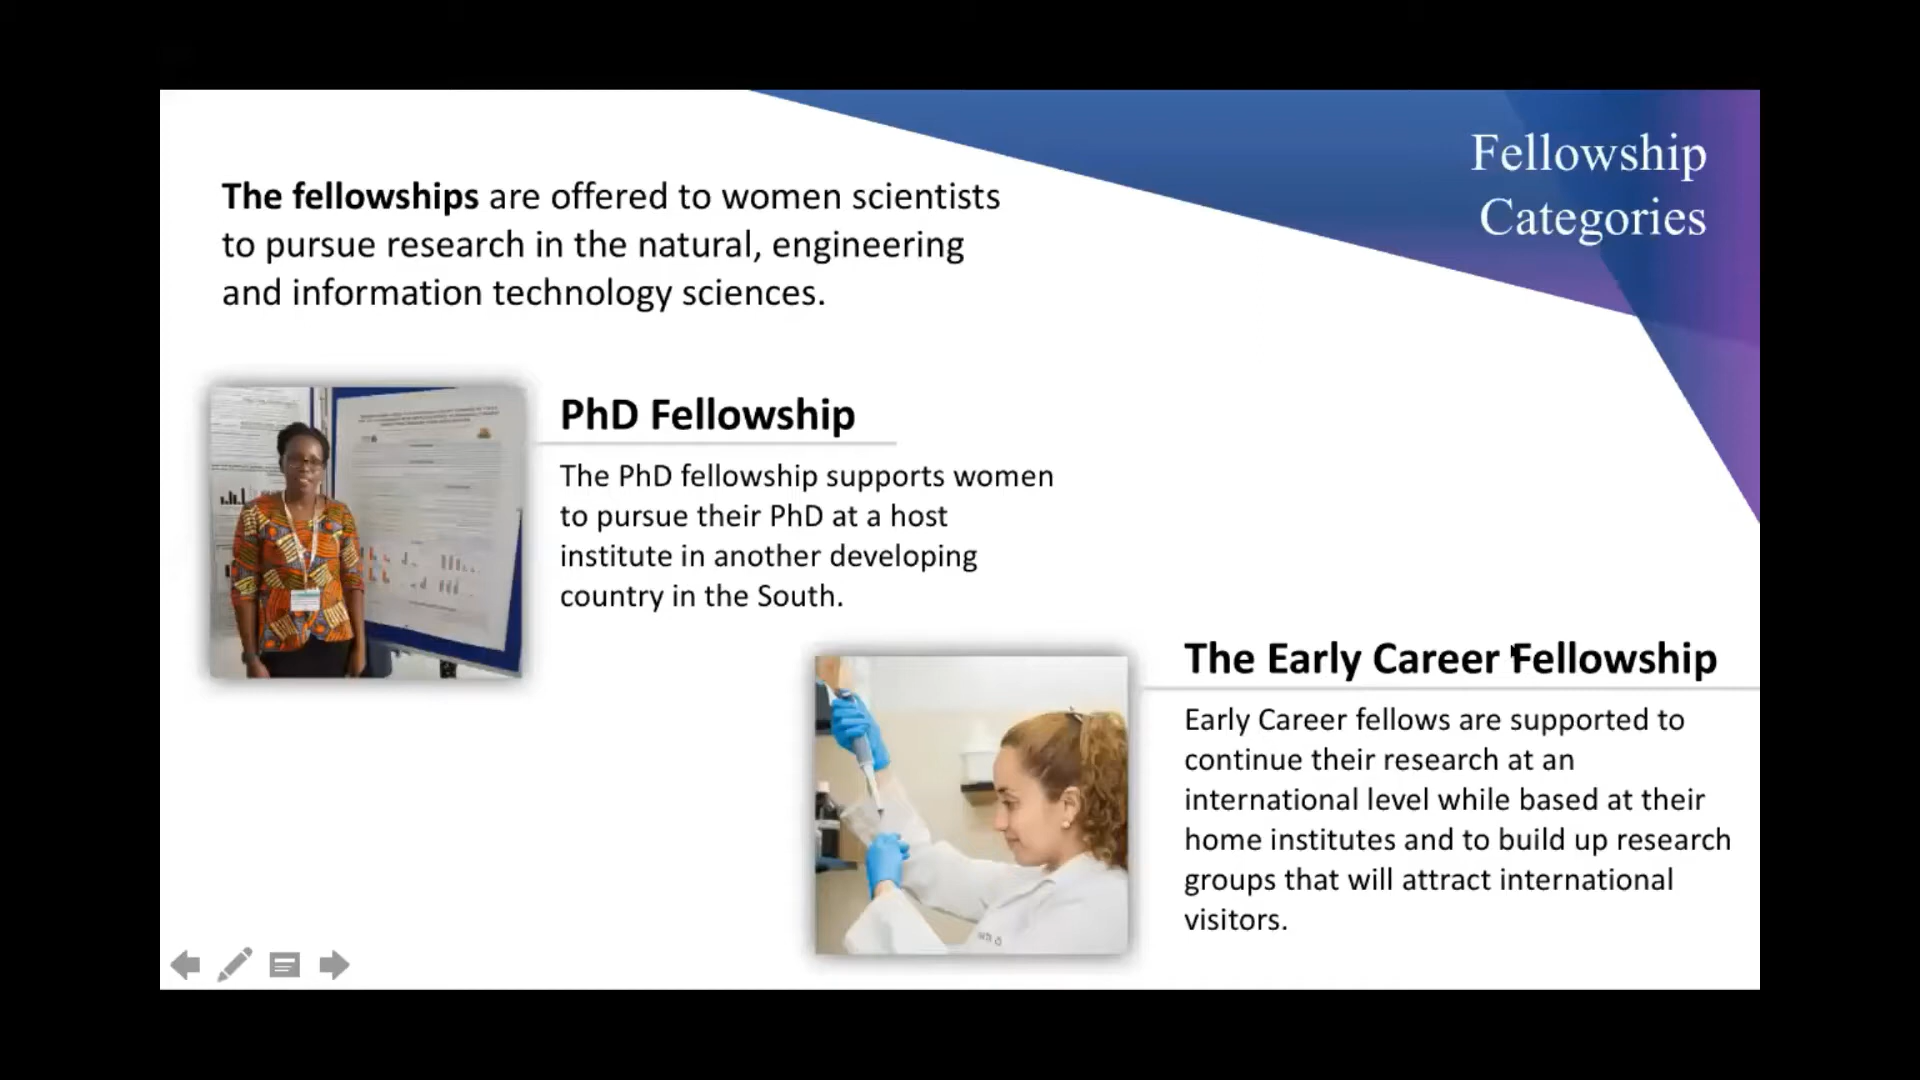 Fellowship
Categories
The fellowships are offered to women scientists
to pursue research in the natural, engineering
and information technology sciences.
PhD Fellowship
The PhD fellowship supports women
to pursue their PhD at a host
institute in another developing
country in the South.
The Early Career Fellowship
Early Career fellows are supported to
continue their research at an
international level while based at their
home institutes and to build up research
groups that will attract international
visitors.